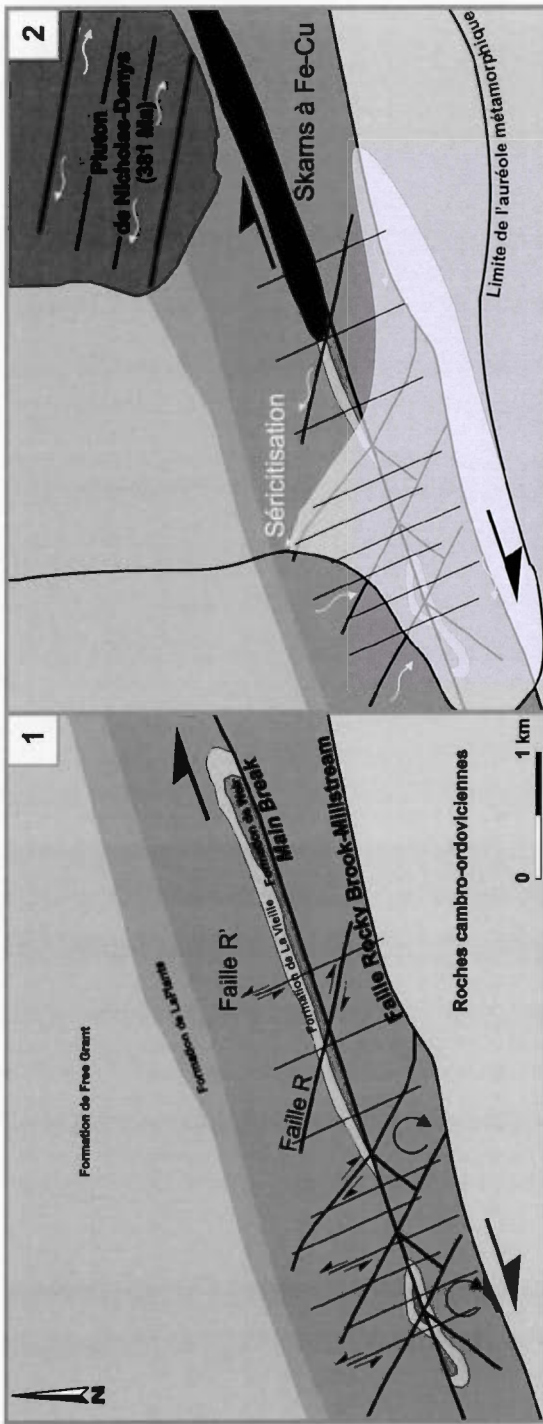 1
N
Formation de Free Grant
Formation de LaPlante
Faille R'
Formation de La Vieille
Formation de Weir
Main Break
Faille R
Faille Rocky Brook-Millstream
Roches cambro-ordoviciennes
0
1 km
2
Pluton
de Nicholas-Denys
(381 Ma)
Skarns à Fe-Cu
Séricitisation
Limite de l'auréole métamorphique